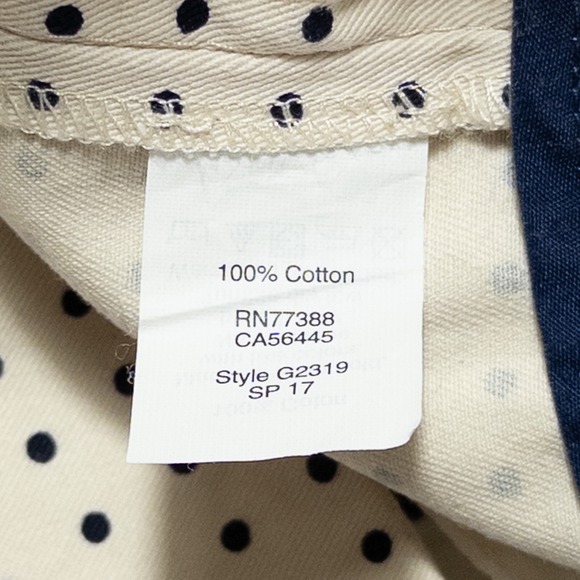 100% Cotton
RN77388
CA56445
Style G2319
SP 17